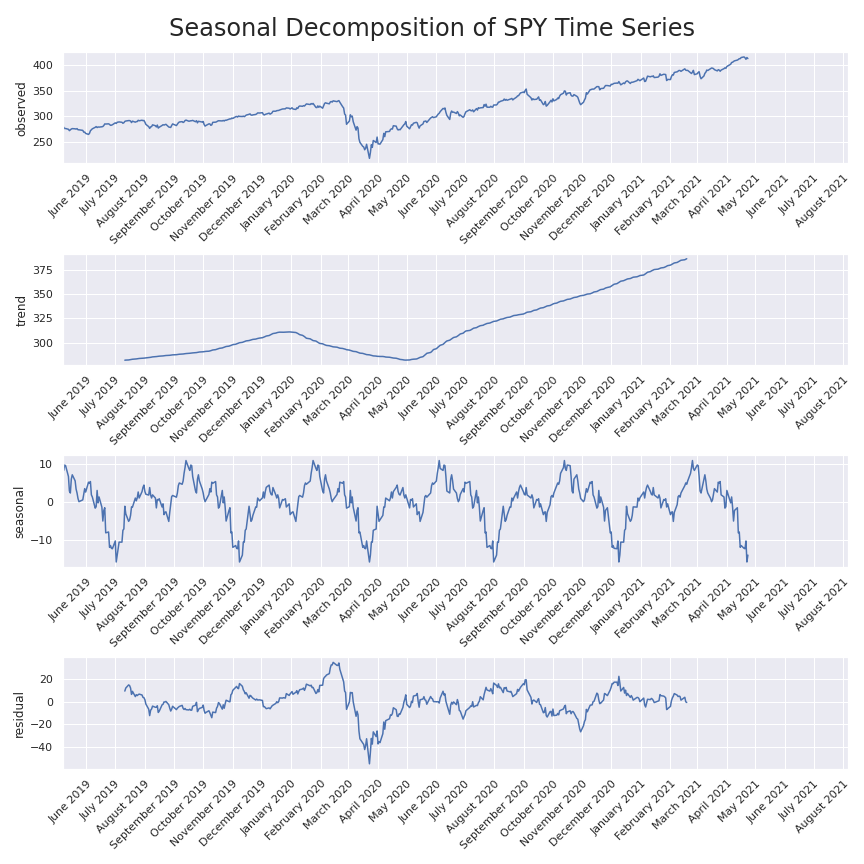 Seasonal Decomposition of SPY Time Series
observed
400
350
300
250
June 2019 July 2019 August 2019 September 2019 October 2019 November 2019 December 2019 January 2020 February 2020 March 2020 April 2020 May 2020 June 2020 July 2020 August 2020 September 2020 October 2020 November 2020 December 2020 January 2021 February 2021 March 2021 April 2021 May 2021 June 2021 July 2021 August 2021
trend
375
350
325
300
June 2019 July 2019 August 2019 September 2019 October 2019 November 2019 December 2019 January 2020 February 2020 March 2020 April 2020 May 2020 June 2020 July 2020 August 2020 September 2020 October 2020 November 2020 December 2020 January 2021 February 2021 March 2021 April 2021 May 2021 June 2021 July 2021 August 2021
seasonal
10
0
−10
June 2019 July 2019 August 2019 September 2019 October 2019 November 2019 December 2019 January 2020 February 2020 March 2020 April 2020 May 2020 June 2020 July 2020 August 2020 September 2020 October 2020 November 2020 December 2020 January 2021 February 2021 March 2021 April 2021 May 2021 June 2021 July 2021 August 2021
residual
20
0
−20
−40
June 2019 July 2019 August 2019 September 2019 October 2019 November 2019 December 2019 January 2020 February 2020 March 2020 April 2020 May 2020 June 2020 July 2020 August 2020 September 2020 October 2020 November 2020 December 2020 January 2021 February 2021 March 2021 April 2021 May 2021 June 2021 July 2021 August 2021